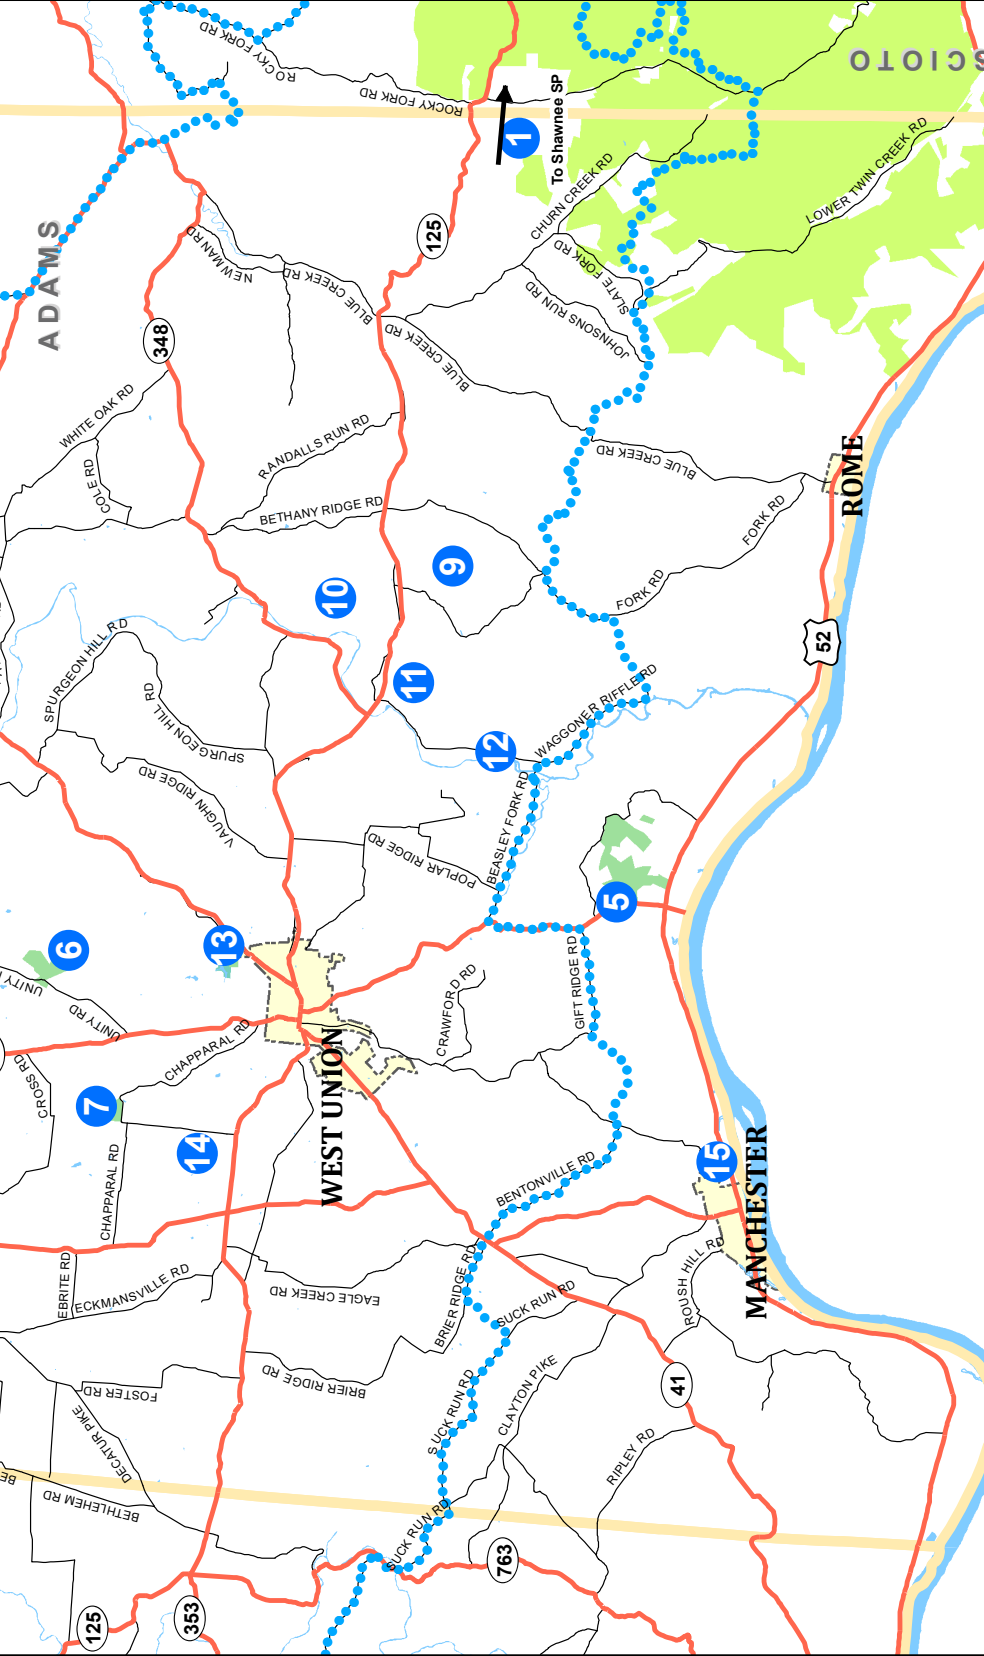 ROCKY FORK RD
ROCKY FORK RD
ROCKY FORK RD
SCIOTO
1
To Shawnee SP
CHURN CREEK RD
LOWER TWIN CREEK RD
ADAMS
125
NEWMAN RD
BLUE CREEK RD
SLATE FORK RD
JOHNSONS RUN RD
348
BLUE CREEK RD
WHITE OAK RD
COLE RD
RANDALLS RUN RD
BLUE CREEK RD
ROME
BETHANY RIDGE RD
FORK RD
9
10
FORK RD
52
SPURGEON HILL RD
11
SPURGEON HILL RD
WAGGONER RIFFLE RD
12
VAUGHN RIDGE RD
BEASLEY FORK RD
POPLAR RIDGE RD
5
6
13
UNITY RD
CRAWFORD RD
GIFT RIDGE RD
UNITY RD
CHAPPARAL RD
CROSS RD
WEST UNION
7
14
15
CHAPPARAL RD
BENTONVILLE RD
MANCHESTER
EBRITE RD
ECKMANSVILLE RD
EAGLE CREEK RD
BRIER RIDGE RD
SUCK RUN RD
ROUSH HILL RD
FOSTER RD
BRIER RIDGE RD
SUCK RUN RD
CLAYTON PIKE
41
DECATUR PIKE
RIPLEY RD
BETHLEHEM RD
SUCK RUN RD
763
125
353